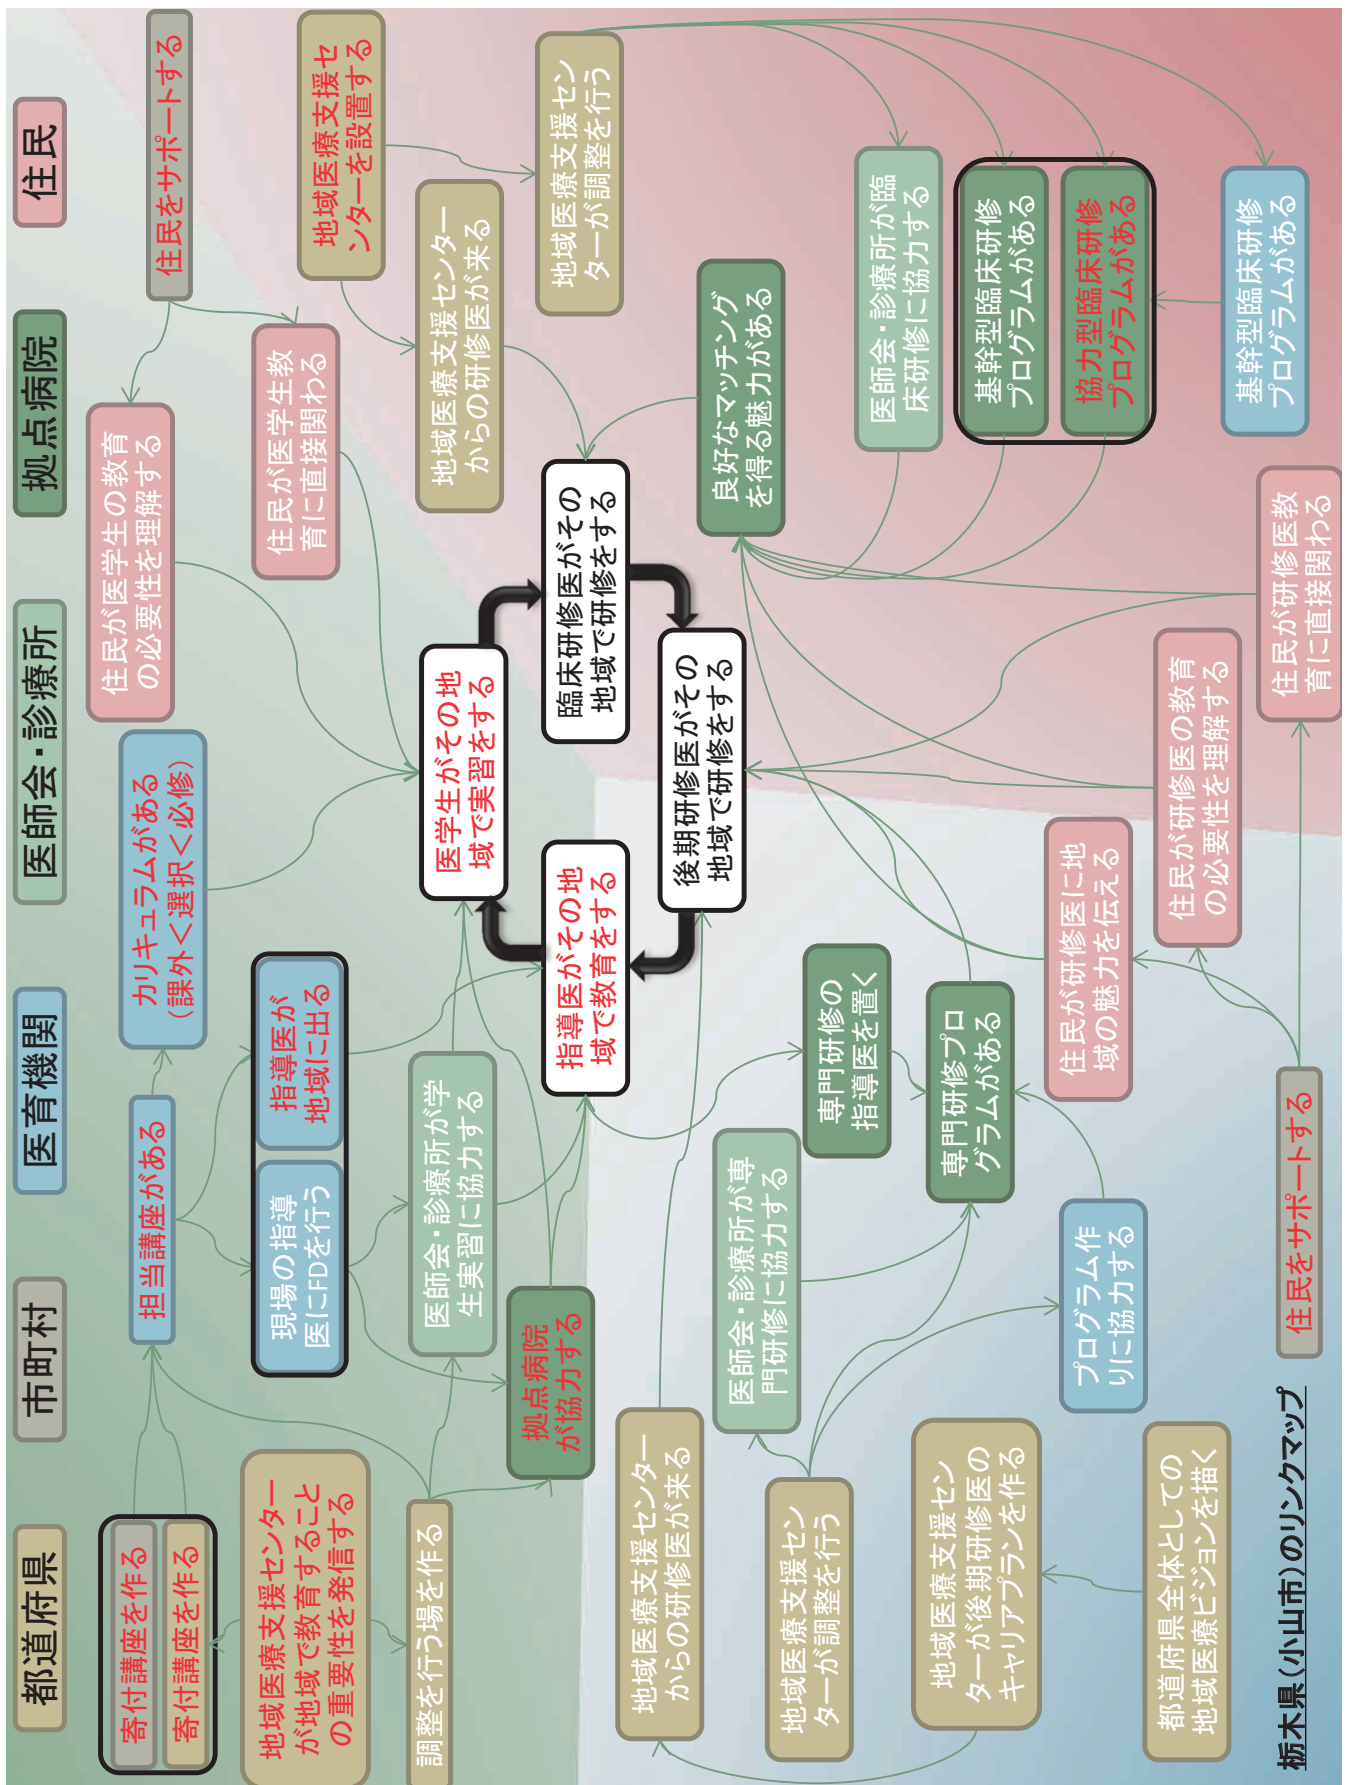 都道府県
市町村
医育機関
医師会・診療所
拠点病院
住民
寄付講座を作る
寄付講座を作る
担当講座がある
カリキュラムがある
（課外＜選択＜必修）
住民が医学生の教育
の必要性を理解する
住民をサポートする
地域医療支援センター
が地域で教育すること
の重要性を発信する
現場の指導
医にFDを行う
指導医が
地域に出る
住民が医学生教
育に直接関わる
地域医療支援セ
ンターを設置する
調整を行う場を作る
医師会・診療所が学
生実習に協力する
医学生がその地
域で実習をする
地域医療支援センター
からの研修医が来る
拠点病院
が協力する
指導医がその地
域で教育をする
臨床研修医がその
地域で研修をする
地域医療支援セン
ターが調整を行う
地域医療支援センター
からの研修医が来る
後期研修医がその
地域で研修をする
良好なマッチング
を得る魅力がある
医師会・診療所が専
門研修に協力する
地域医療支援セン
ターが調整を行う
専門研修の
指導医を置く
医師会・診療所が臨
床研修に協力する
地域医療支援セン
ターが後期研修医の
キャリアプランを作る
専門研修プロ
グラムがある
基幹型臨床研修
プログラムがある
協力型臨床研修
プログラムがある
プログラム作
りに協力する
住民が研修医に地
域の魅力を伝える
都道府県全体としての
地域医療ビジョンを描く
住民が研修医の教育
の必要性を理解する
基幹型臨床研修
プログラムがある
住民をサポートする
住民が研修医教
育に直接関わる
栃木県（小山市）のリンクマップ